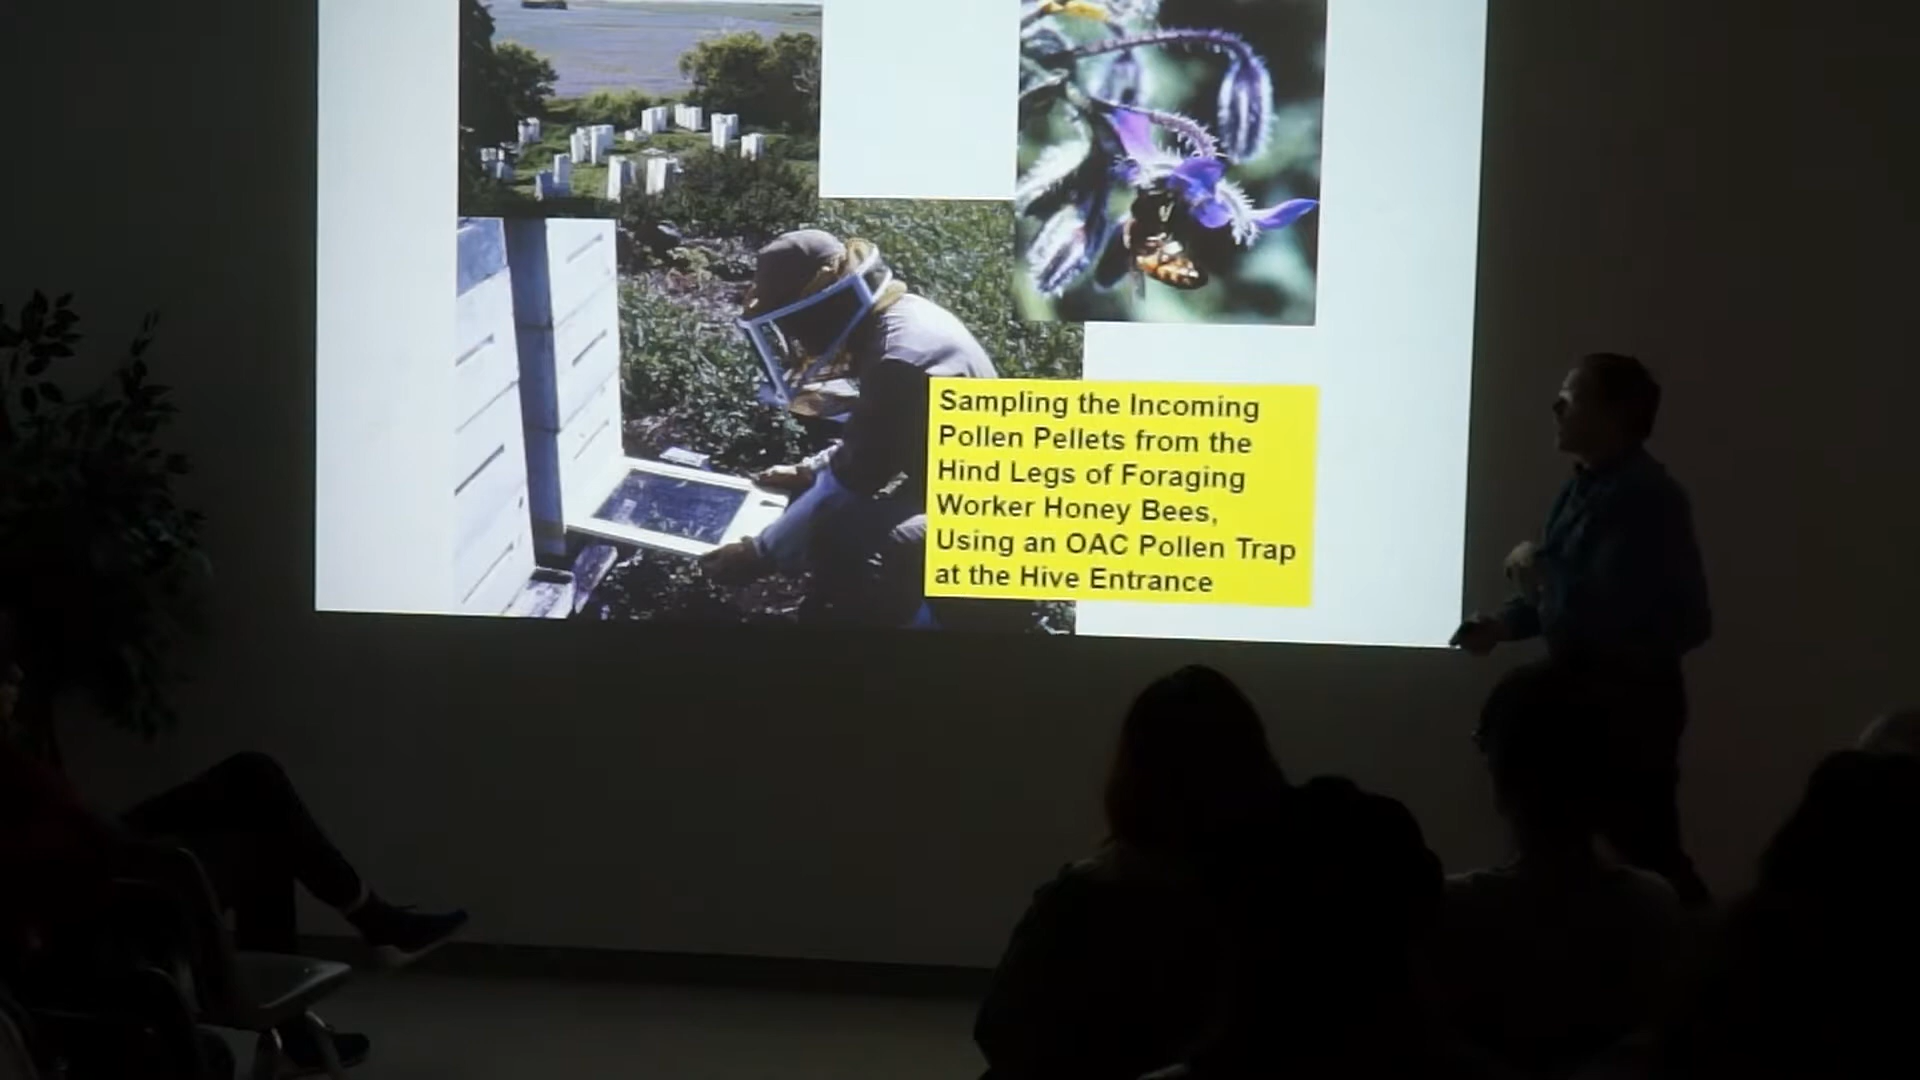 Sampling the Incoming
Pollen Pellets from the
Hind Legs of Foraging
Worker Honey Bees,
Using an OAC Pollen Trap
at the Hive Entrance